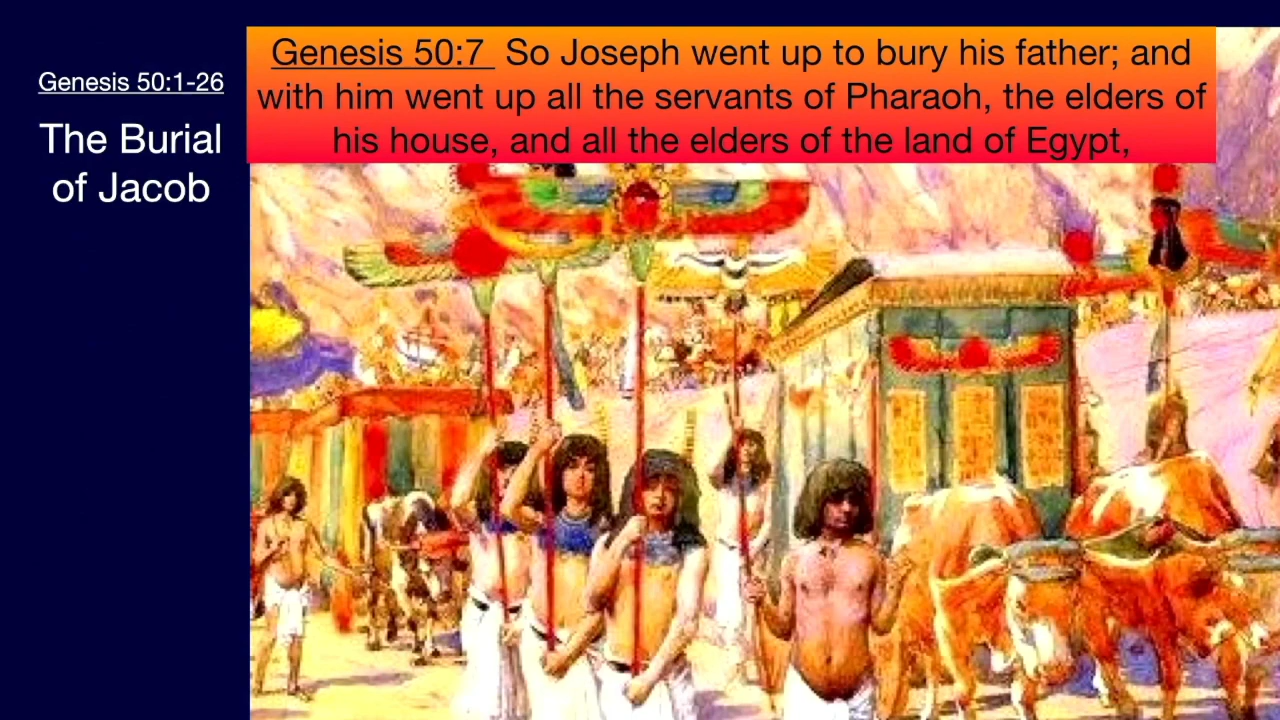 Genesis 50:1-26
The Burial
of Jacob
Genesis 50:7 So Joseph went up to bury his father; and
with him went up all the servants of Pharaoh, the elders of
his house, and all the elders of the land of Egypt,